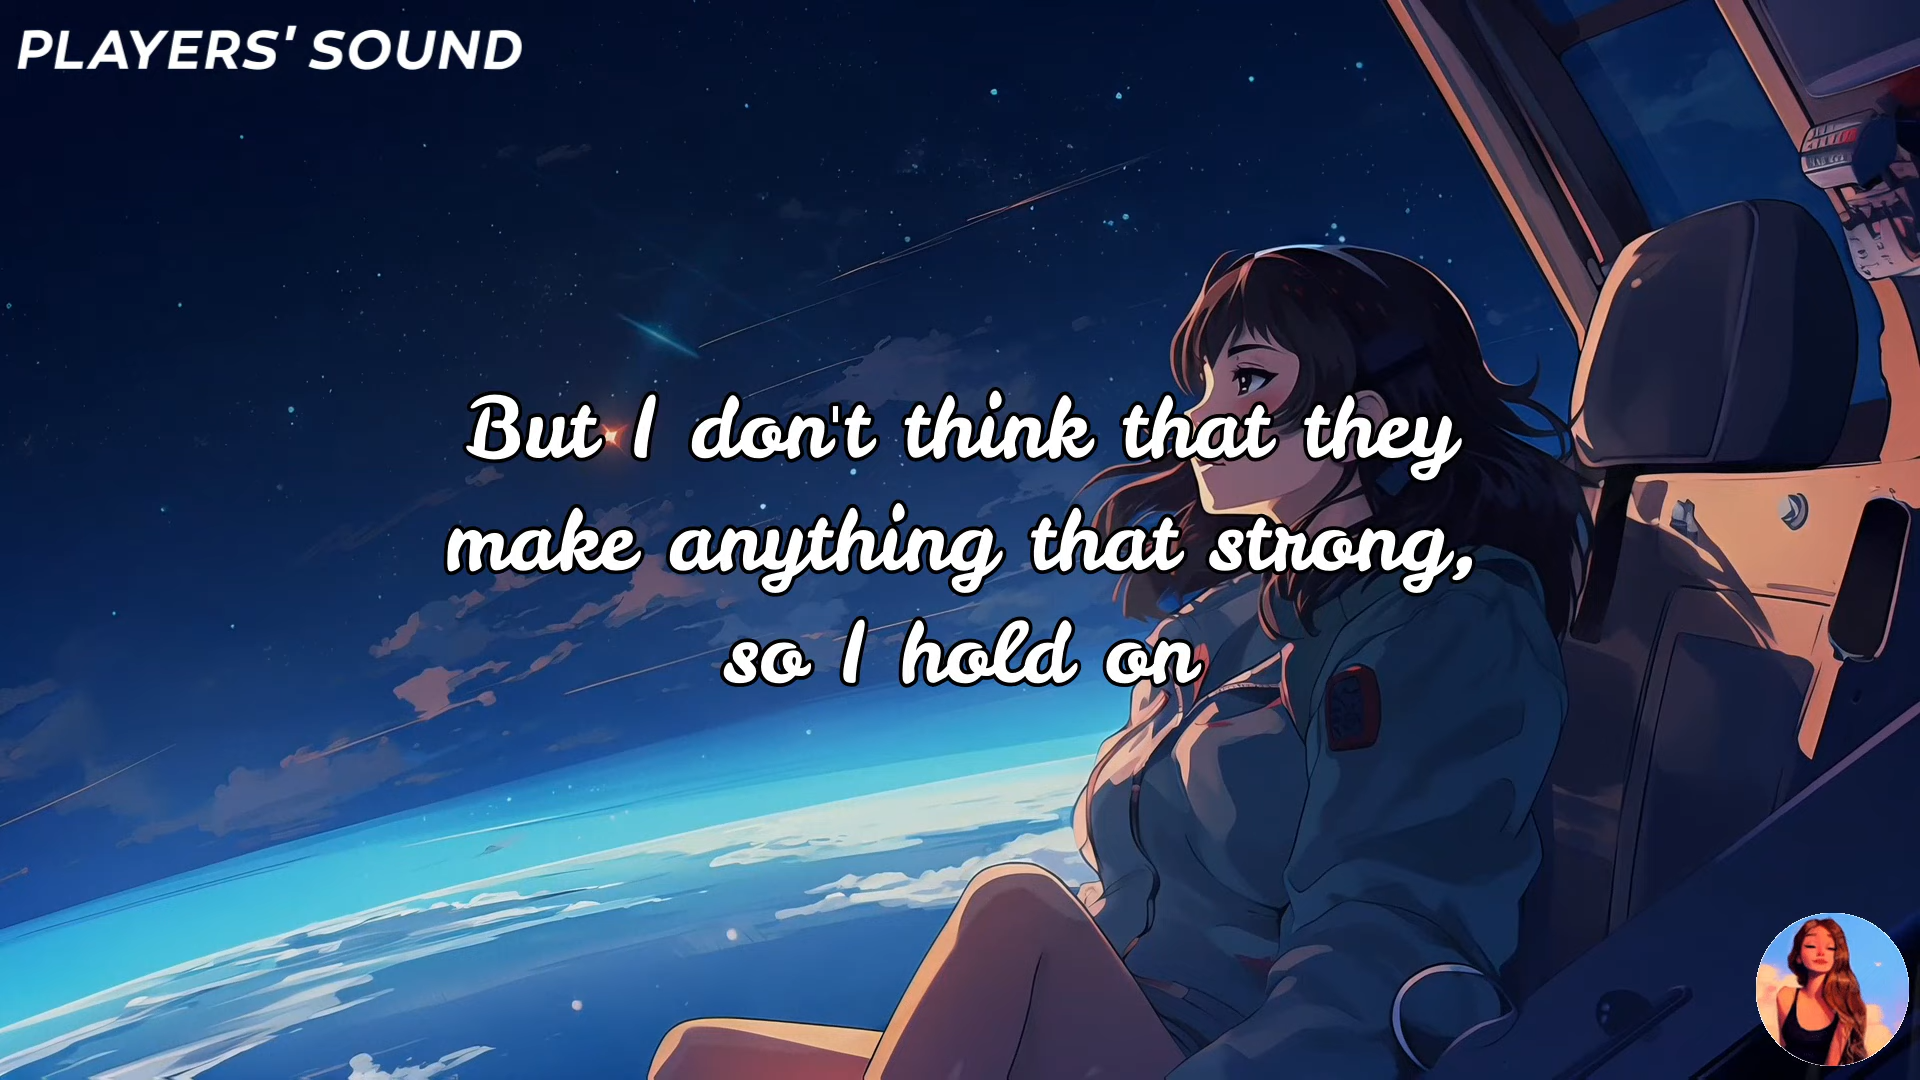 PLAYERS' SOUND
But I don't think that they
make anything that strong,
so I hold on